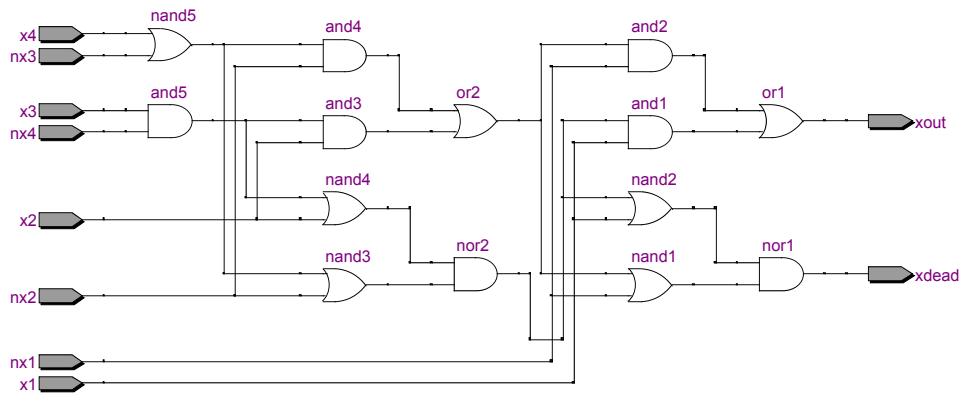 nand5
and4
and2
x4
nx3
x3
and3
and1
or2
or1
nx4
and5
xout
nand4
nand2
x2
nor2
nor1
nand3
nand1
xdead
nx2
nx1
x1